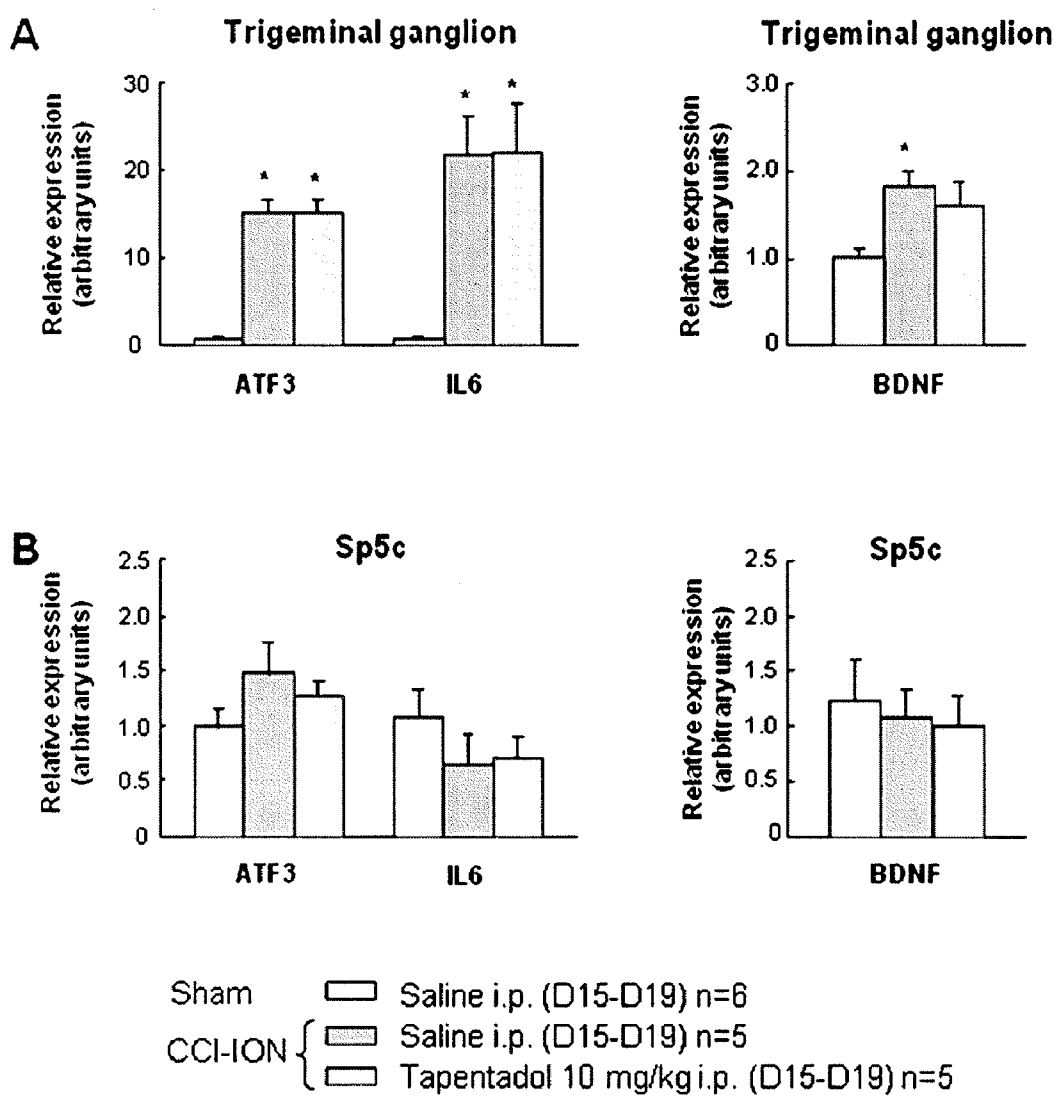 A
Trigeminal ganglion
Relative expression
(arbitrary units)
30
20
10
0
*
*
*
*
ATF3
IL6
Trigeminal ganglion
Relative expression
(arbitrary units)
3.0
2.0
1.0
0
*
BDNF
B
Sp5c
Relative expression
(arbitrary units)
2.5
2.0
1.5
1.0
0.5
0
ATF3
IL6
Sp5c
Relative expression
(arbitrary units)
2.5
2.0
1.5
1.0
0.5
0
BDNF
Sham
Saline i.p. (D15-D19) n=6
CCI-ION
Saline i.p. (D15-D19) n=5
Tapentadol 10 mg/kg i.p. (D15-D19) n=5